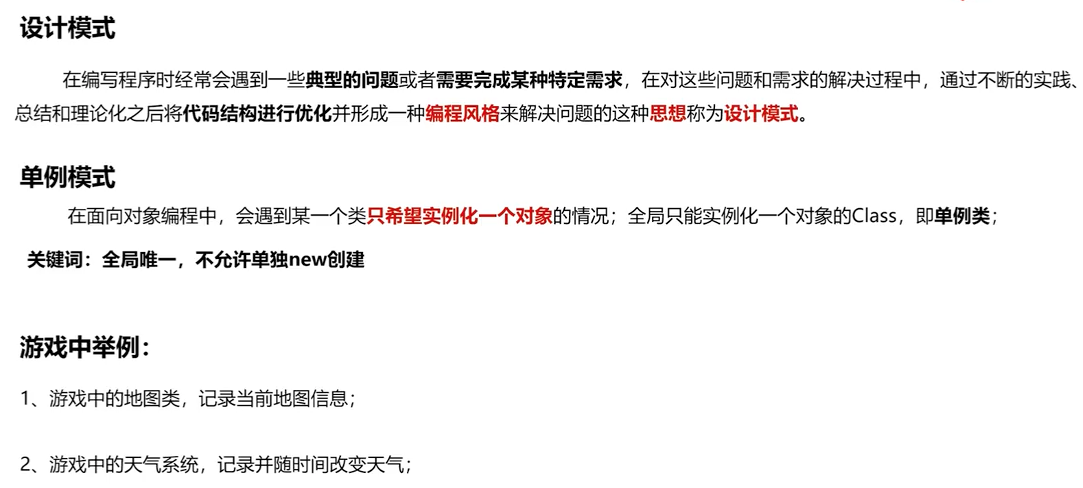 设计模式
在编写程序时经常会遇到一些典型的问题或者需要完成某种特定需求，在对这些问题和需求的解决过程中，通过不断的实践、
总结和理论化之后将代码结构进行优化并形成一种编程风格来解决问题的这种思想称为设计模式。
单例模式
在面向对象编程中，会遇到某一个类只希望实例化一个对象的情况；全局只能实例化一个对象的Class，即单例类；
关键词：全局唯一，不允许单独new创建
游戏中举例：
1、游戏中的地图类，记录当前地图信息；
2、游戏中的天气系统，记录并随时间改变天气；